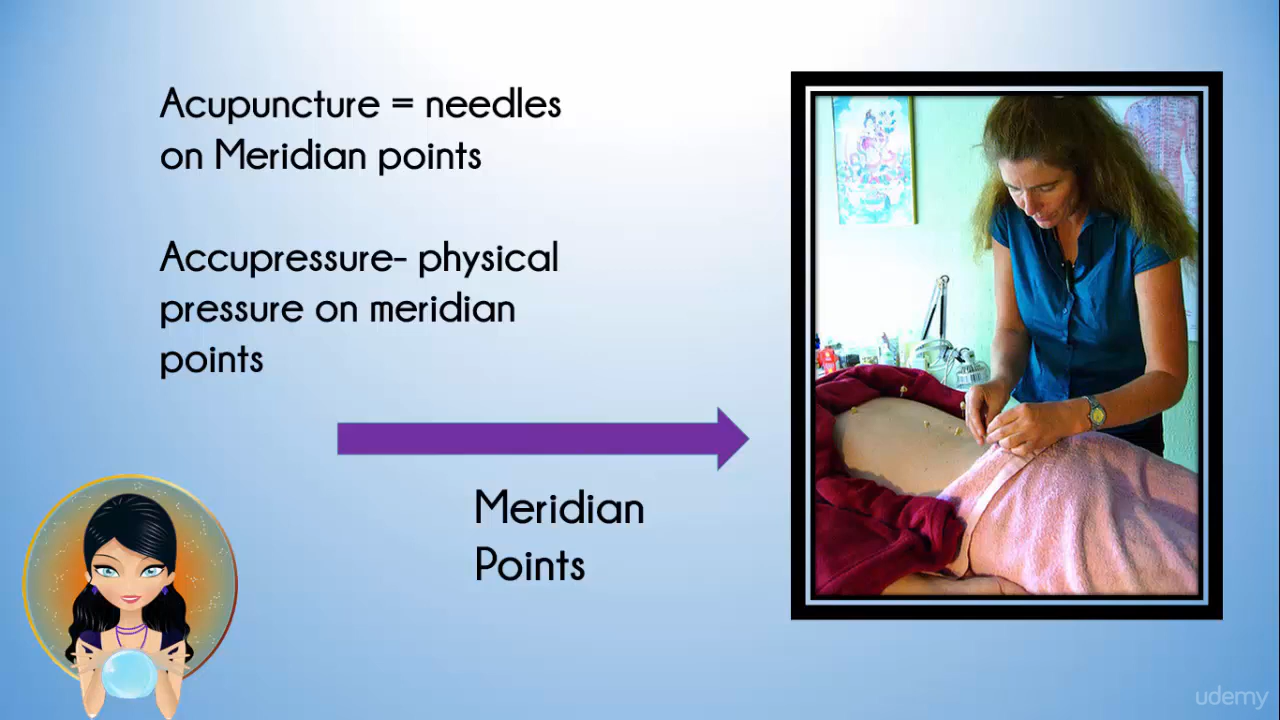 Acupuncture = needles
on Meridian points
Accupressure- physical
pressure on meridian
points
Meridian
Points
udemy